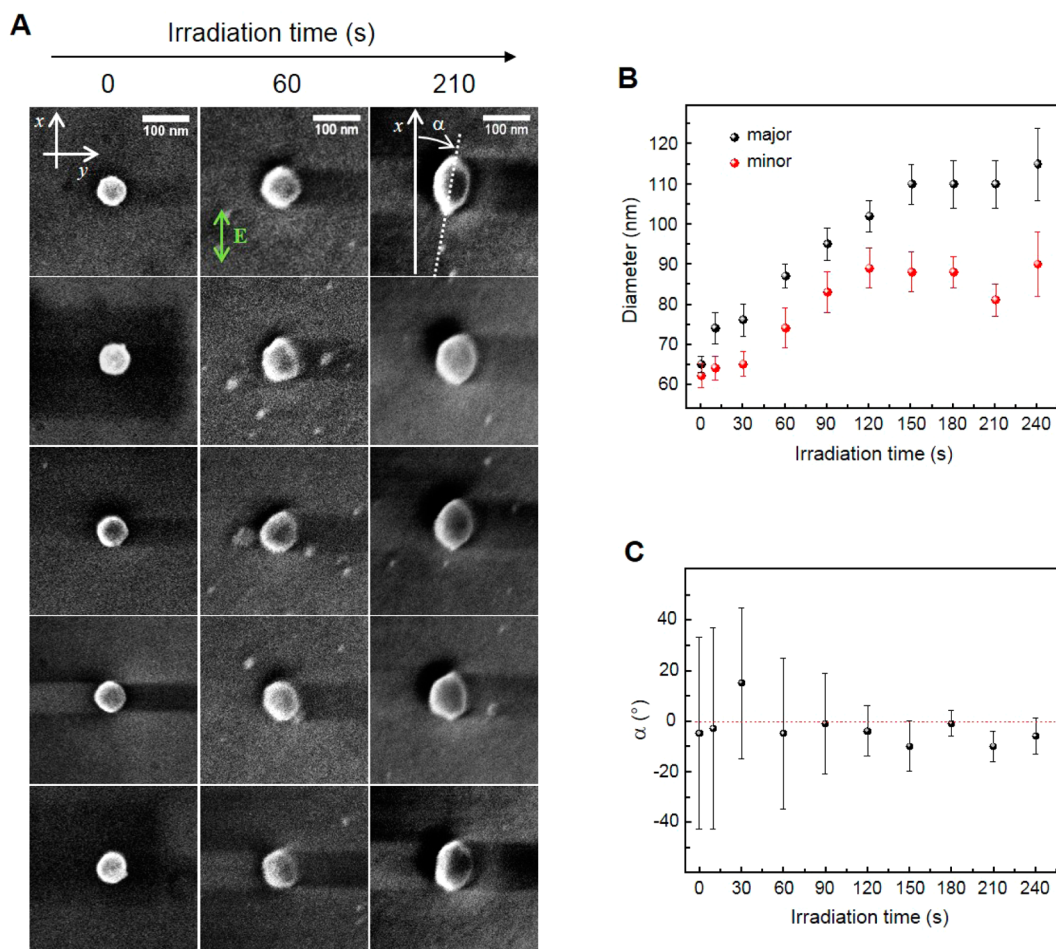 A
Irradiation time (s)
0 60 210
x
y
100 nm
100 nm
x
α
100 nm
E
B
major
minor
Diameter (nm)
120
110
100
90
80
70
60
0 30 60 90 120 150 180 210 240
Irradiation time (s)
C
α (°)
40
20
0
-20
-40
0 30 60 90 120 150 180 210 240
Irradiation time (s)